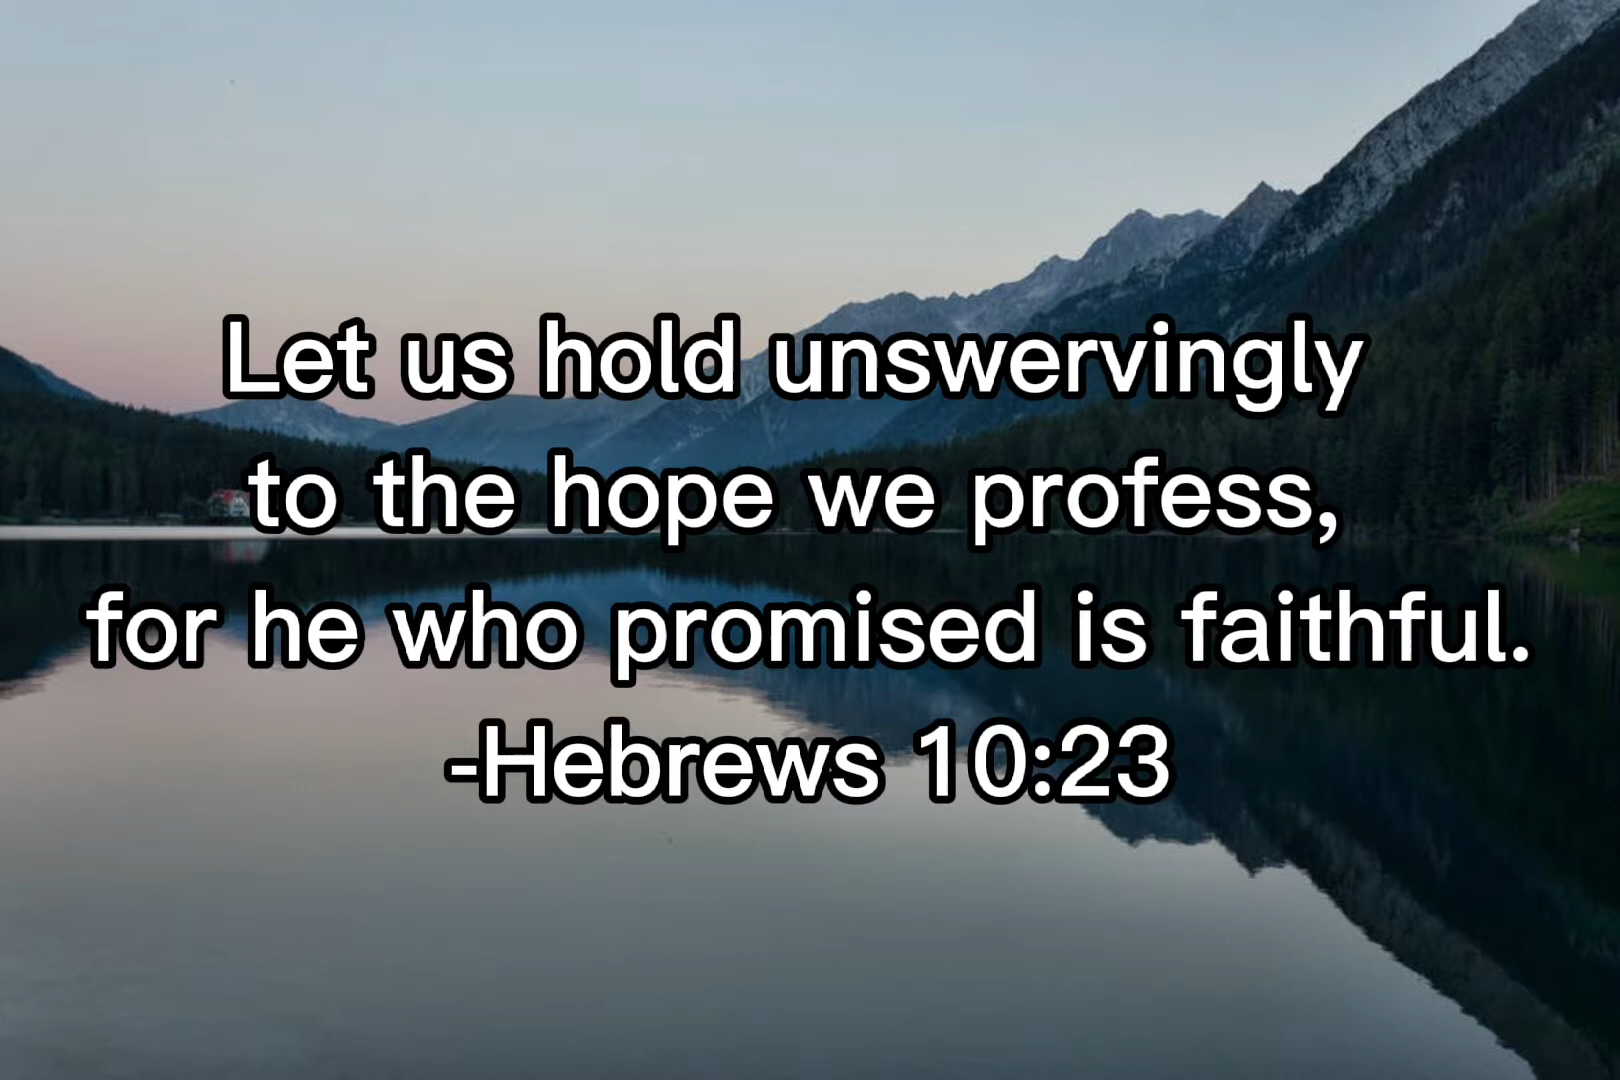 Let us hold unswervingly
to the hope we profess,
for he who promised is faithful.
-Hebrews 10:23